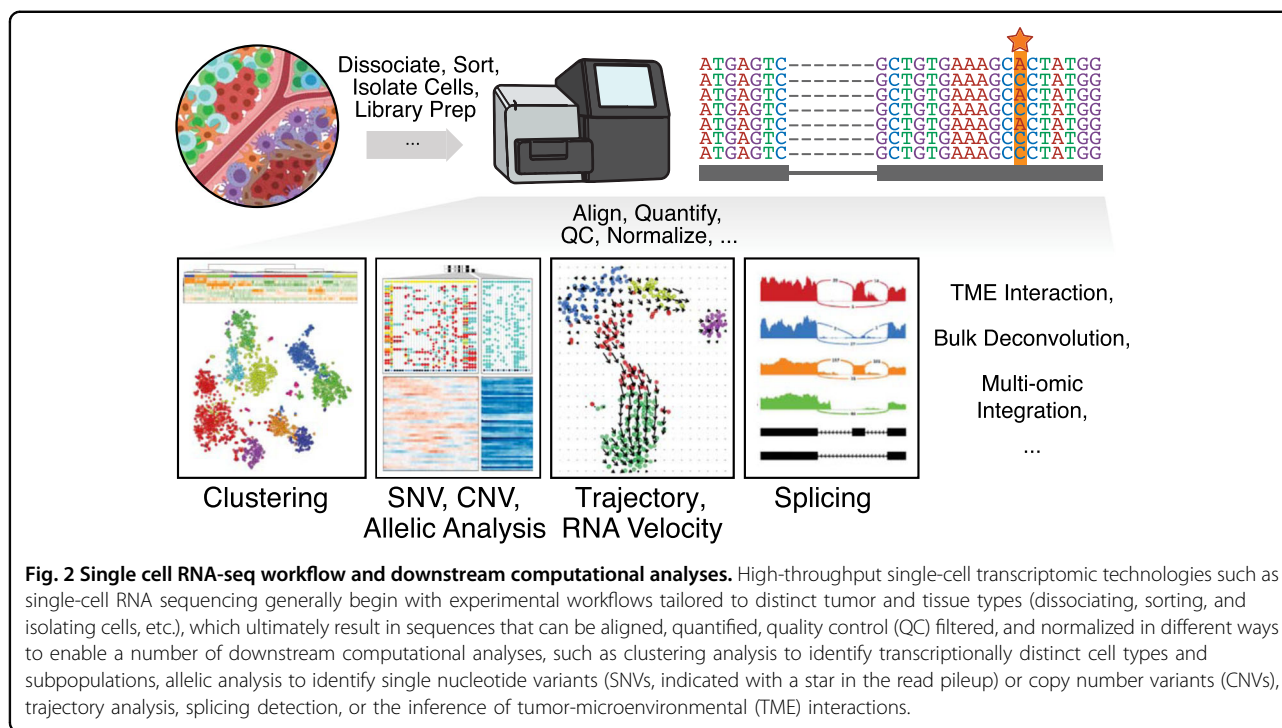 Dissociate, Sort,
Isolate Cells,
Library Prep
...
ATGAGTC-------GCTGTGAAAGCACTATGG
ATGAGTC-------GCTGTGAAAGCCCTATGG
ATGAGTC-------GCTGTGAAAGCACTATGG
ATGAGTC-------GCTGTGAAAGCCCTATGG
ATGAGTC-------GCTGTGAAAGCACTATGG
ATGAGTC-------GCTGTGAAAGCCCTATGG
ATGAGTC-------GCTGTGAAAGCCCTATGG
Align, Quantify,
QC, Normalize, ...
Clustering
SNV, CNV,
Allelic Analysis
Trajectory,
RNA Velocity
Splicing
TME Interaction,
Bulk Deconvolution,
Multi-omic
Integration,
...
Fig. 2 Single cell RNA-seq workflow and downstream computational analyses. High-throughput single-cell transcriptomic technologies such as
single-cell RNA sequencing generally begin with experimental workflows tailored to distinct tumor and tissue types (dissociating, sorting, and
isolating cells, etc.), which ultimately result in sequences that can be aligned, quantified, quality control (QC) filtered, and normalized in different ways
to enable a number of downstream computational analyses, such as clustering analysis to identify transcriptionally distinct cell types and
subpopulations, allelic analysis to identify single nucleotide variants (SNVs, indicated with a star in the read pileup) or copy number variants (CNVs),
trajectory analysis, splicing detection, or the inference of tumor-microenvironmental (TME) interactions.